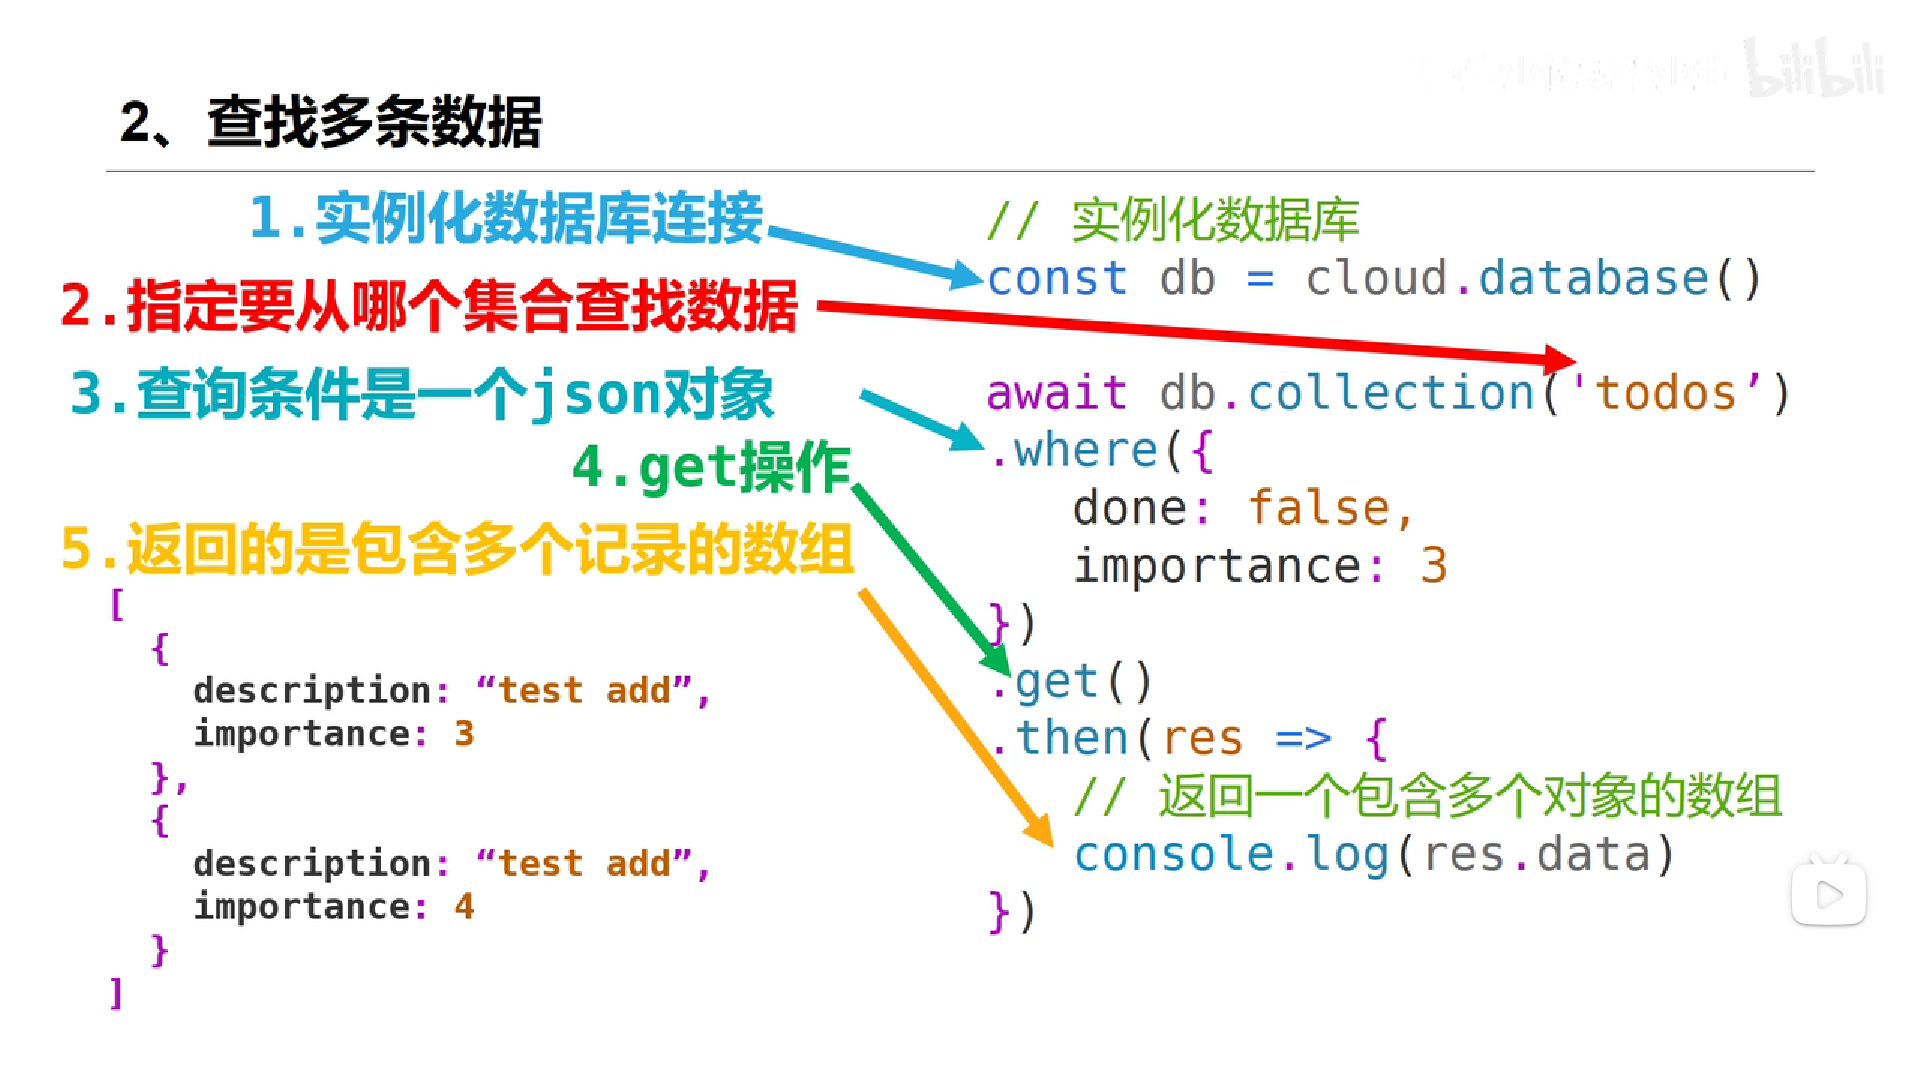 bilibili
2、查找多条数据
1.实例化数据库连接
2.指定要从哪个集合查找数据
3.查询条件是一个json对象
4.get操作
5.返回的是包含多个记录的数组
[
{
description: “test add”,
importance: 3
},
{
description: “test add”,
importance: 4
}
]
// 实例化数据库
const db = cloud.database()
await db.collection('todos’)
.where({
done: false,
importance: 3
})
.get()
.then(res => {
// 返回一个包含多个对象的数组
console.log(res.data)
})